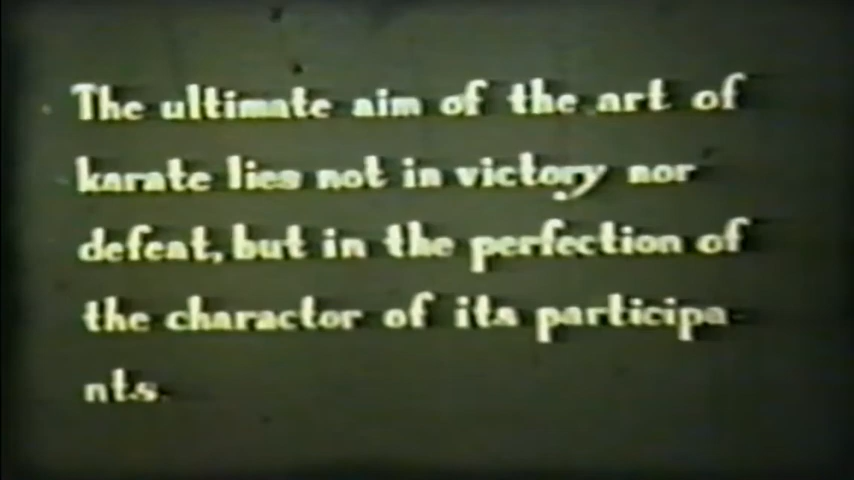 The ultimate aim of the art of
karate lies not in victory nor
defeat, but in the perfection of
the charactor of its participa-
nts.